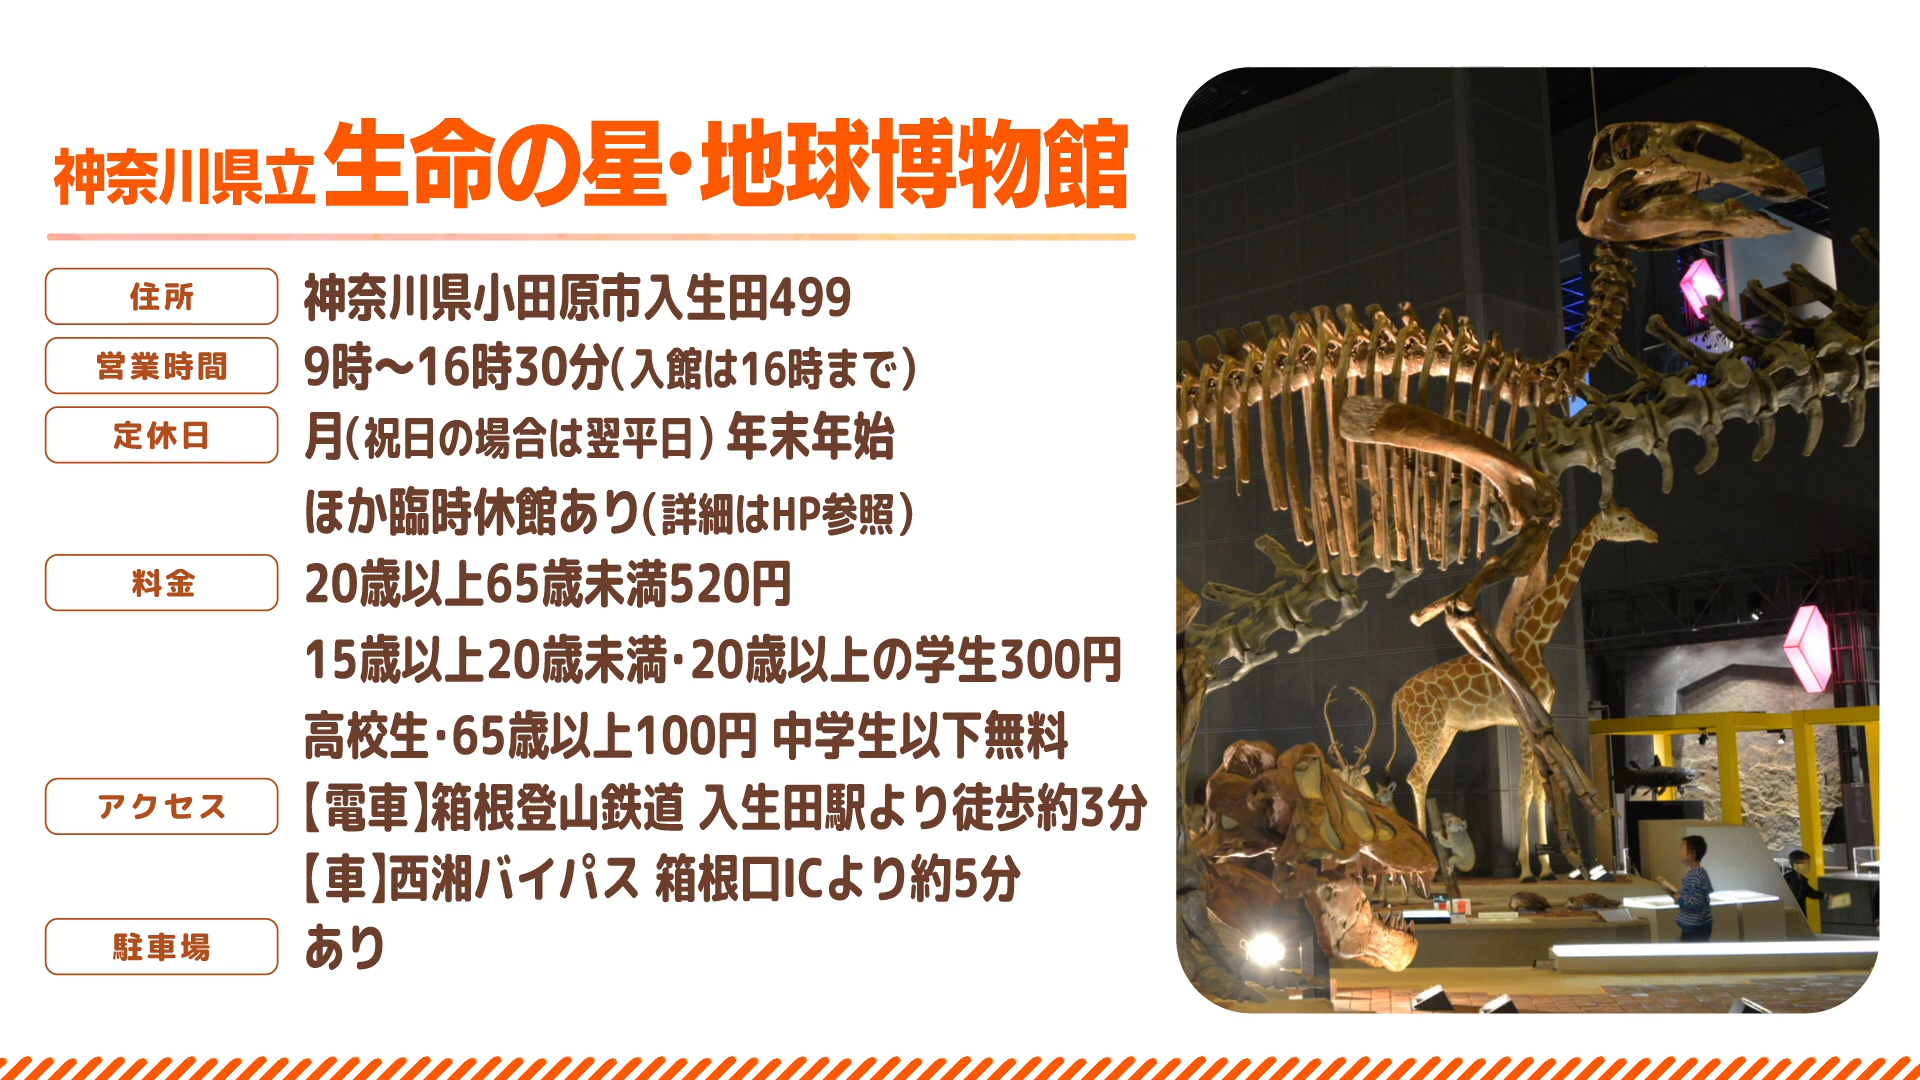 神奈川県立生命の星・地球博物館
住所 神奈川県小田原市入生田499
営業時間 9時～16時30分(入館は16時まで)
定休日 月(祝日の場合は翌平日) 年末年始
ほか臨時休館あり(詳細はHP参照)
料金 20歳以上65歳未満520円
15歳以上20歳未満・20歳以上の学生300円
高校生・65歳以上100円 中学生以下無料
アクセス 【電車】箱根登山鉄道 入生田駅より徒歩約3分
【車】西湘バイパス 箱根口ICより約5分
駐車場 あり